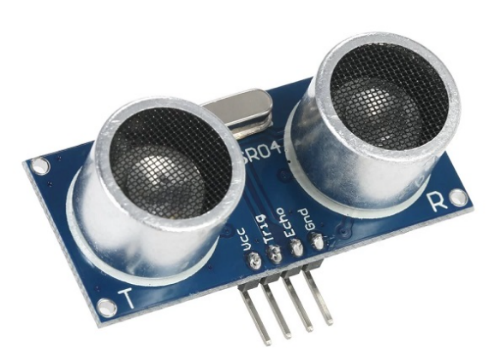 SR04
Vcc
Trig
Echo
Gnd
T
R